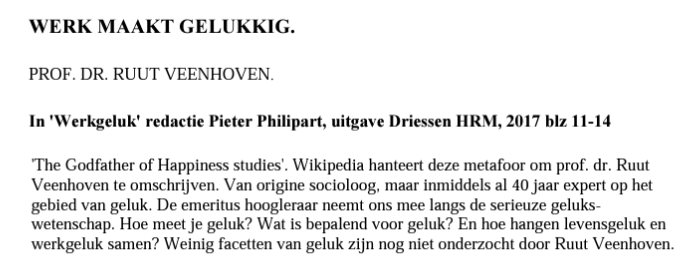 WERK MAAKT GELUKKIG.
PROF. DR. RUUT VEENHOVEN.
In 'Werkgeluk' redactie Pieter Philipart, uitgave Driessen HRM, 2017 blz 11-14
'The Godfather of Happiness studies'. Wikipedia hanteert deze metafoor om prof. dr. Ruut
Veenhoven te omschrijven. Van origine socioloog, maar inmiddels al 40 jaar expert op het
gebied van geluk. De emeritus hoogleraar neemt ons mee langs de serieuze geluks-
wetenschap. Hoe meet je geluk? Wat is bepalend voor geluk? En hoe hangen levensgeluk en
werkgeluk samen? Weinig facetten van geluk zijn nog niet onderzocht door Ruut Veenhoven.